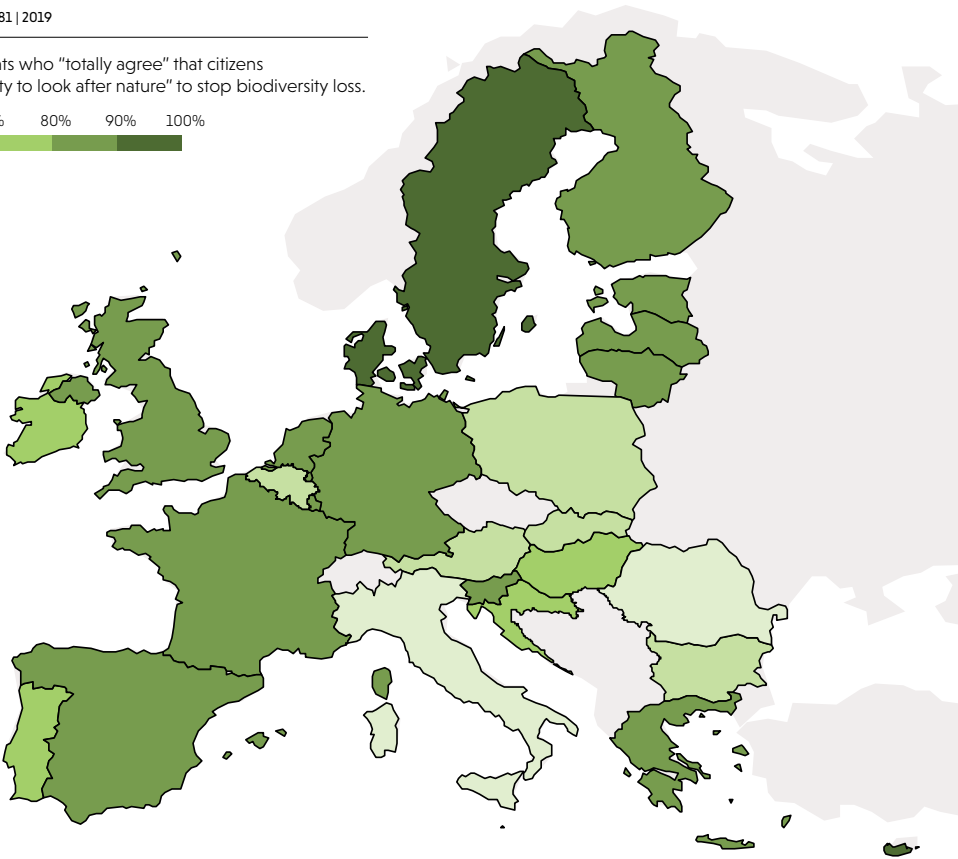 81 | 2019
ts who “totally agree” that citizens
ty to look after nature” to stop biodiversity loss.
% 80% 90% 100%